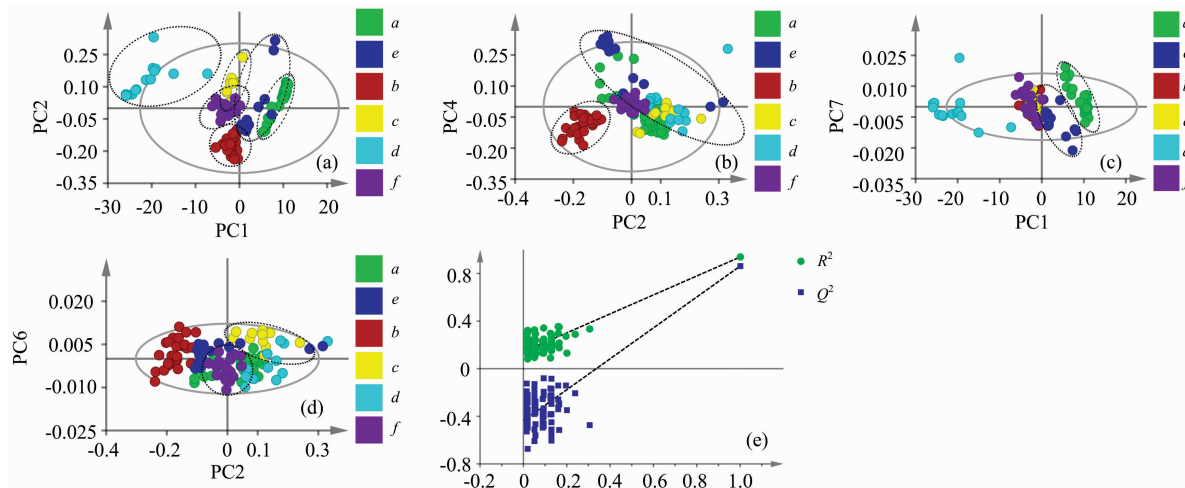 0.25
0.10
-0.05
-0.20
-0.35
PC2
-30 -20 -10 0 10 20
PC1
(a)
a
e
b
c
d
f
0.25
0.10
-0.05
-0.20
-0.35
PC4
-0.4 -0.2 0 0.2 0.4
PC2
(b)
a
e
b
c
d
f
0.025
0.010
-0.005
-0.020
-0.035
PC7
-30 -20 -10 0 10 20
PC1
(c)
0.020
0.005
-0.010
-0.025
PC6
-0.4 -0.2 0 0.1 0.3
PC2
(d)
a
e
b
c
d
f
0.8
0.4
0
-0.4
-0.8
-0.2 0 0.2 0.4 0.6 0.8 1.0
(e)
R²
Q²